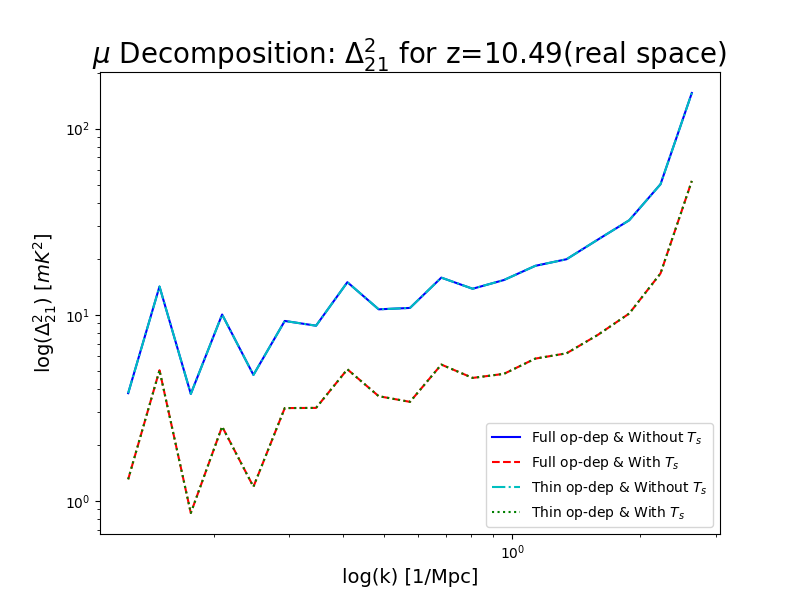 μ Decomposition: Δ²₂₁ for z=10.49(real space)
log(Δ²₂₁) [mK²]
10²
10¹
10⁰
Full op-dep & Without Tₛ
Full op-dep & With Tₛ
Thin op-dep & Without Tₛ
Thin op-dep & With Tₛ
10⁰
log(k) [1/Mpc]